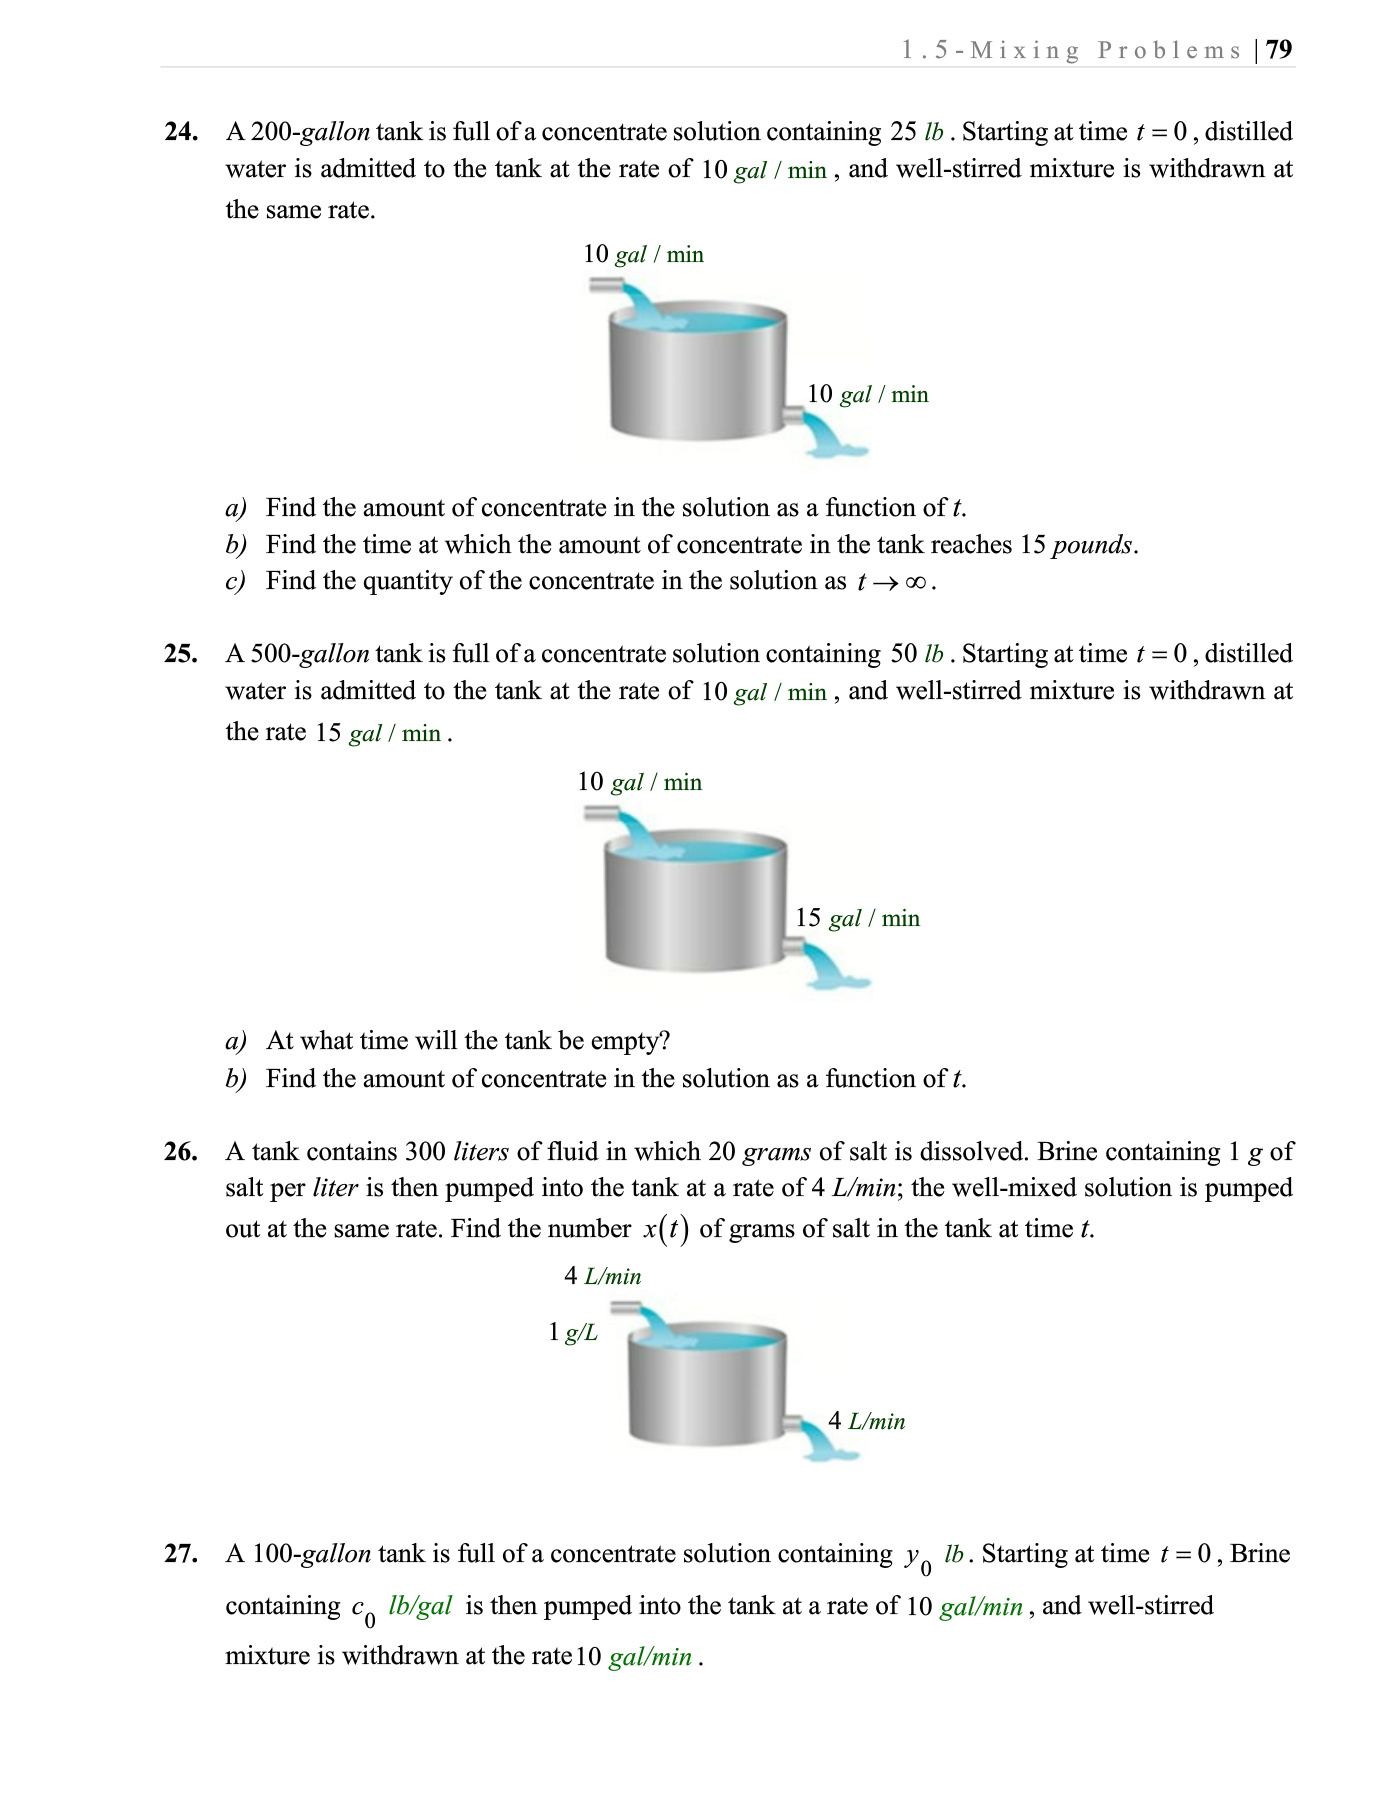 1.5-Mixing Problems |79
24. A 200-gallon tank is full of a concentrate solution containing 25 lb . Starting at time t = 0 , distilled
water is admitted to the tank at the rate of 10 gal / min , and well-stirred mixture is withdrawn at
the same rate.
10 gal / min
10 gal / min
a) Find the amount of concentrate in the solution as a function of t.
b) Find the time at which the amount of concentrate in the tank reaches 15 pounds.
c) Find the quantity of the concentrate in the solution as t → ∞ .
25. A 500-gallon tank is full of a concentrate solution containing 50 lb . Starting at time t = 0 , distilled
water is admitted to the tank at the rate of 10 gal / min , and well-stirred mixture is withdrawn at
the rate 15 gal / min .
10 gal / min
15 gal / min
a) At what time will the tank be empty?
b) Find the amount of concentrate in the solution as a function of t.
26. A tank contains 300 liters of fluid in which 20 grams of salt is dissolved. Brine containing 1 g of
salt per liter is then pumped into the tank at a rate of 4 L/min; the well-mixed solution is pumped
out at the same rate. Find the number x(t) of grams of salt in the tank at time t.
4 L/min
1 g/L
4 L/min
27. A 100-gallon tank is full of a concentrate solution containing y₀ lb . Starting at time t = 0 , Brine
containing c₀ lb/gal is then pumped into the tank at a rate of 10 gal/min , and well-stirred
mixture is withdrawn at the rate 10 gal/min .